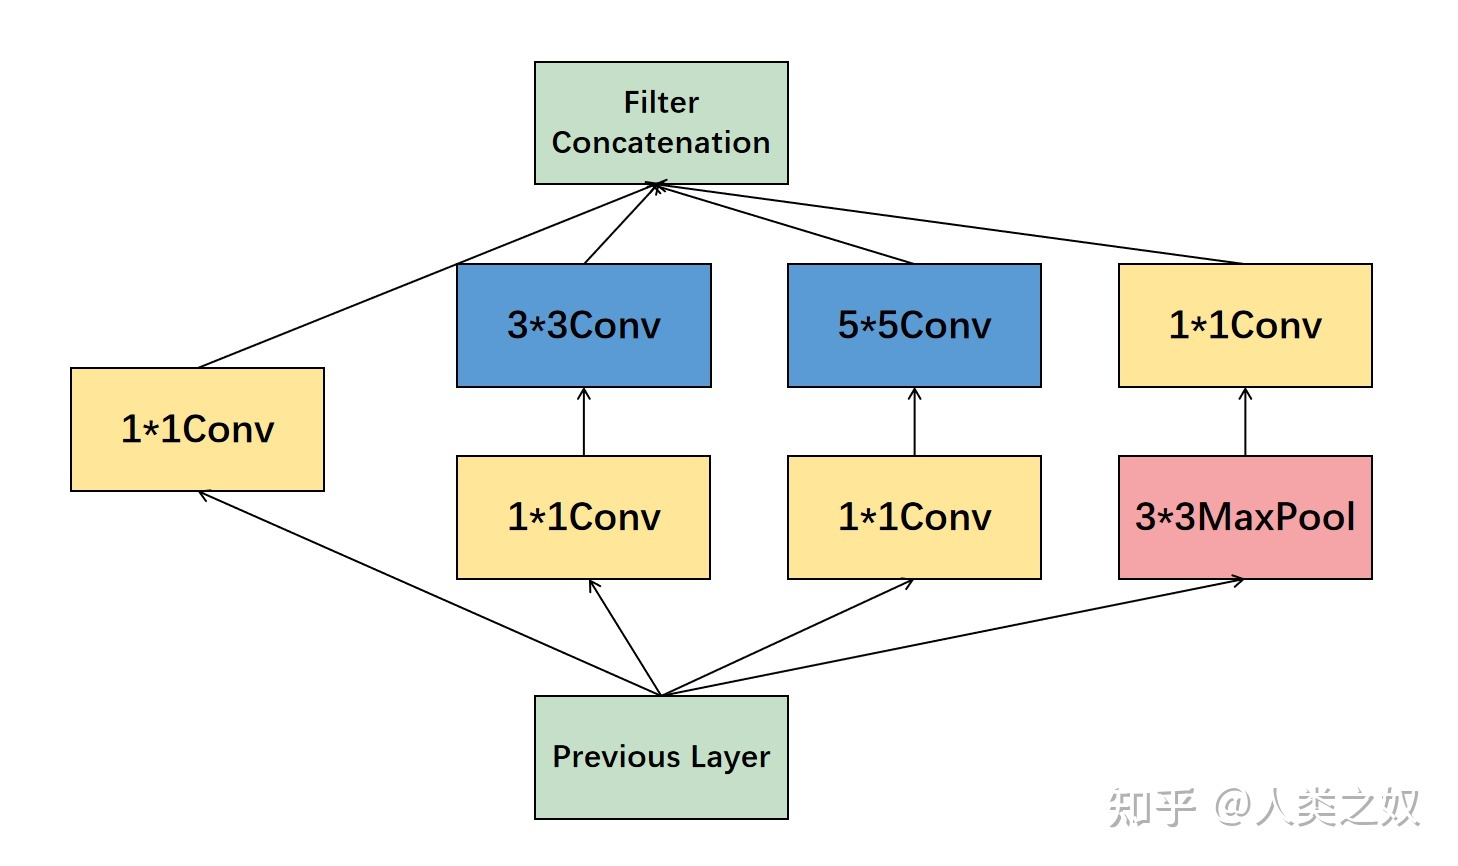 Filter
Concatenation
3*3Conv
5*5Conv
1*1Conv
1*1Conv
1*1Conv
1*1Conv
3*3MaxPool
Previous Layer
知乎 @人类之奴